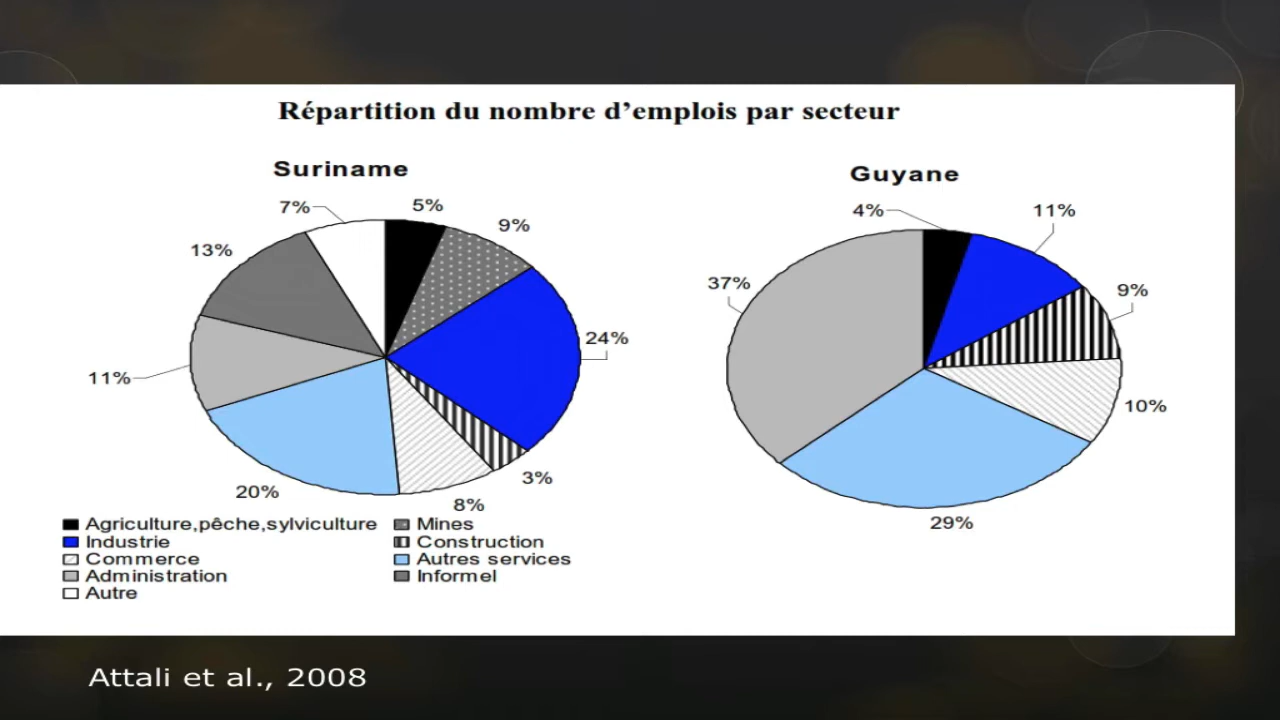 Répartition du nombre d'emplois par secteur
Suriname
7%
5%
9%
13%
24%
11%
20%
3%
8%
Guyane
4%
11%
37%
9%
10%
29%
Agriculture,pêche,sylviculture
Mines
Industrie
Construction
Commerce
Autres services
Administration
Informel
Autre
Attali et al., 2008